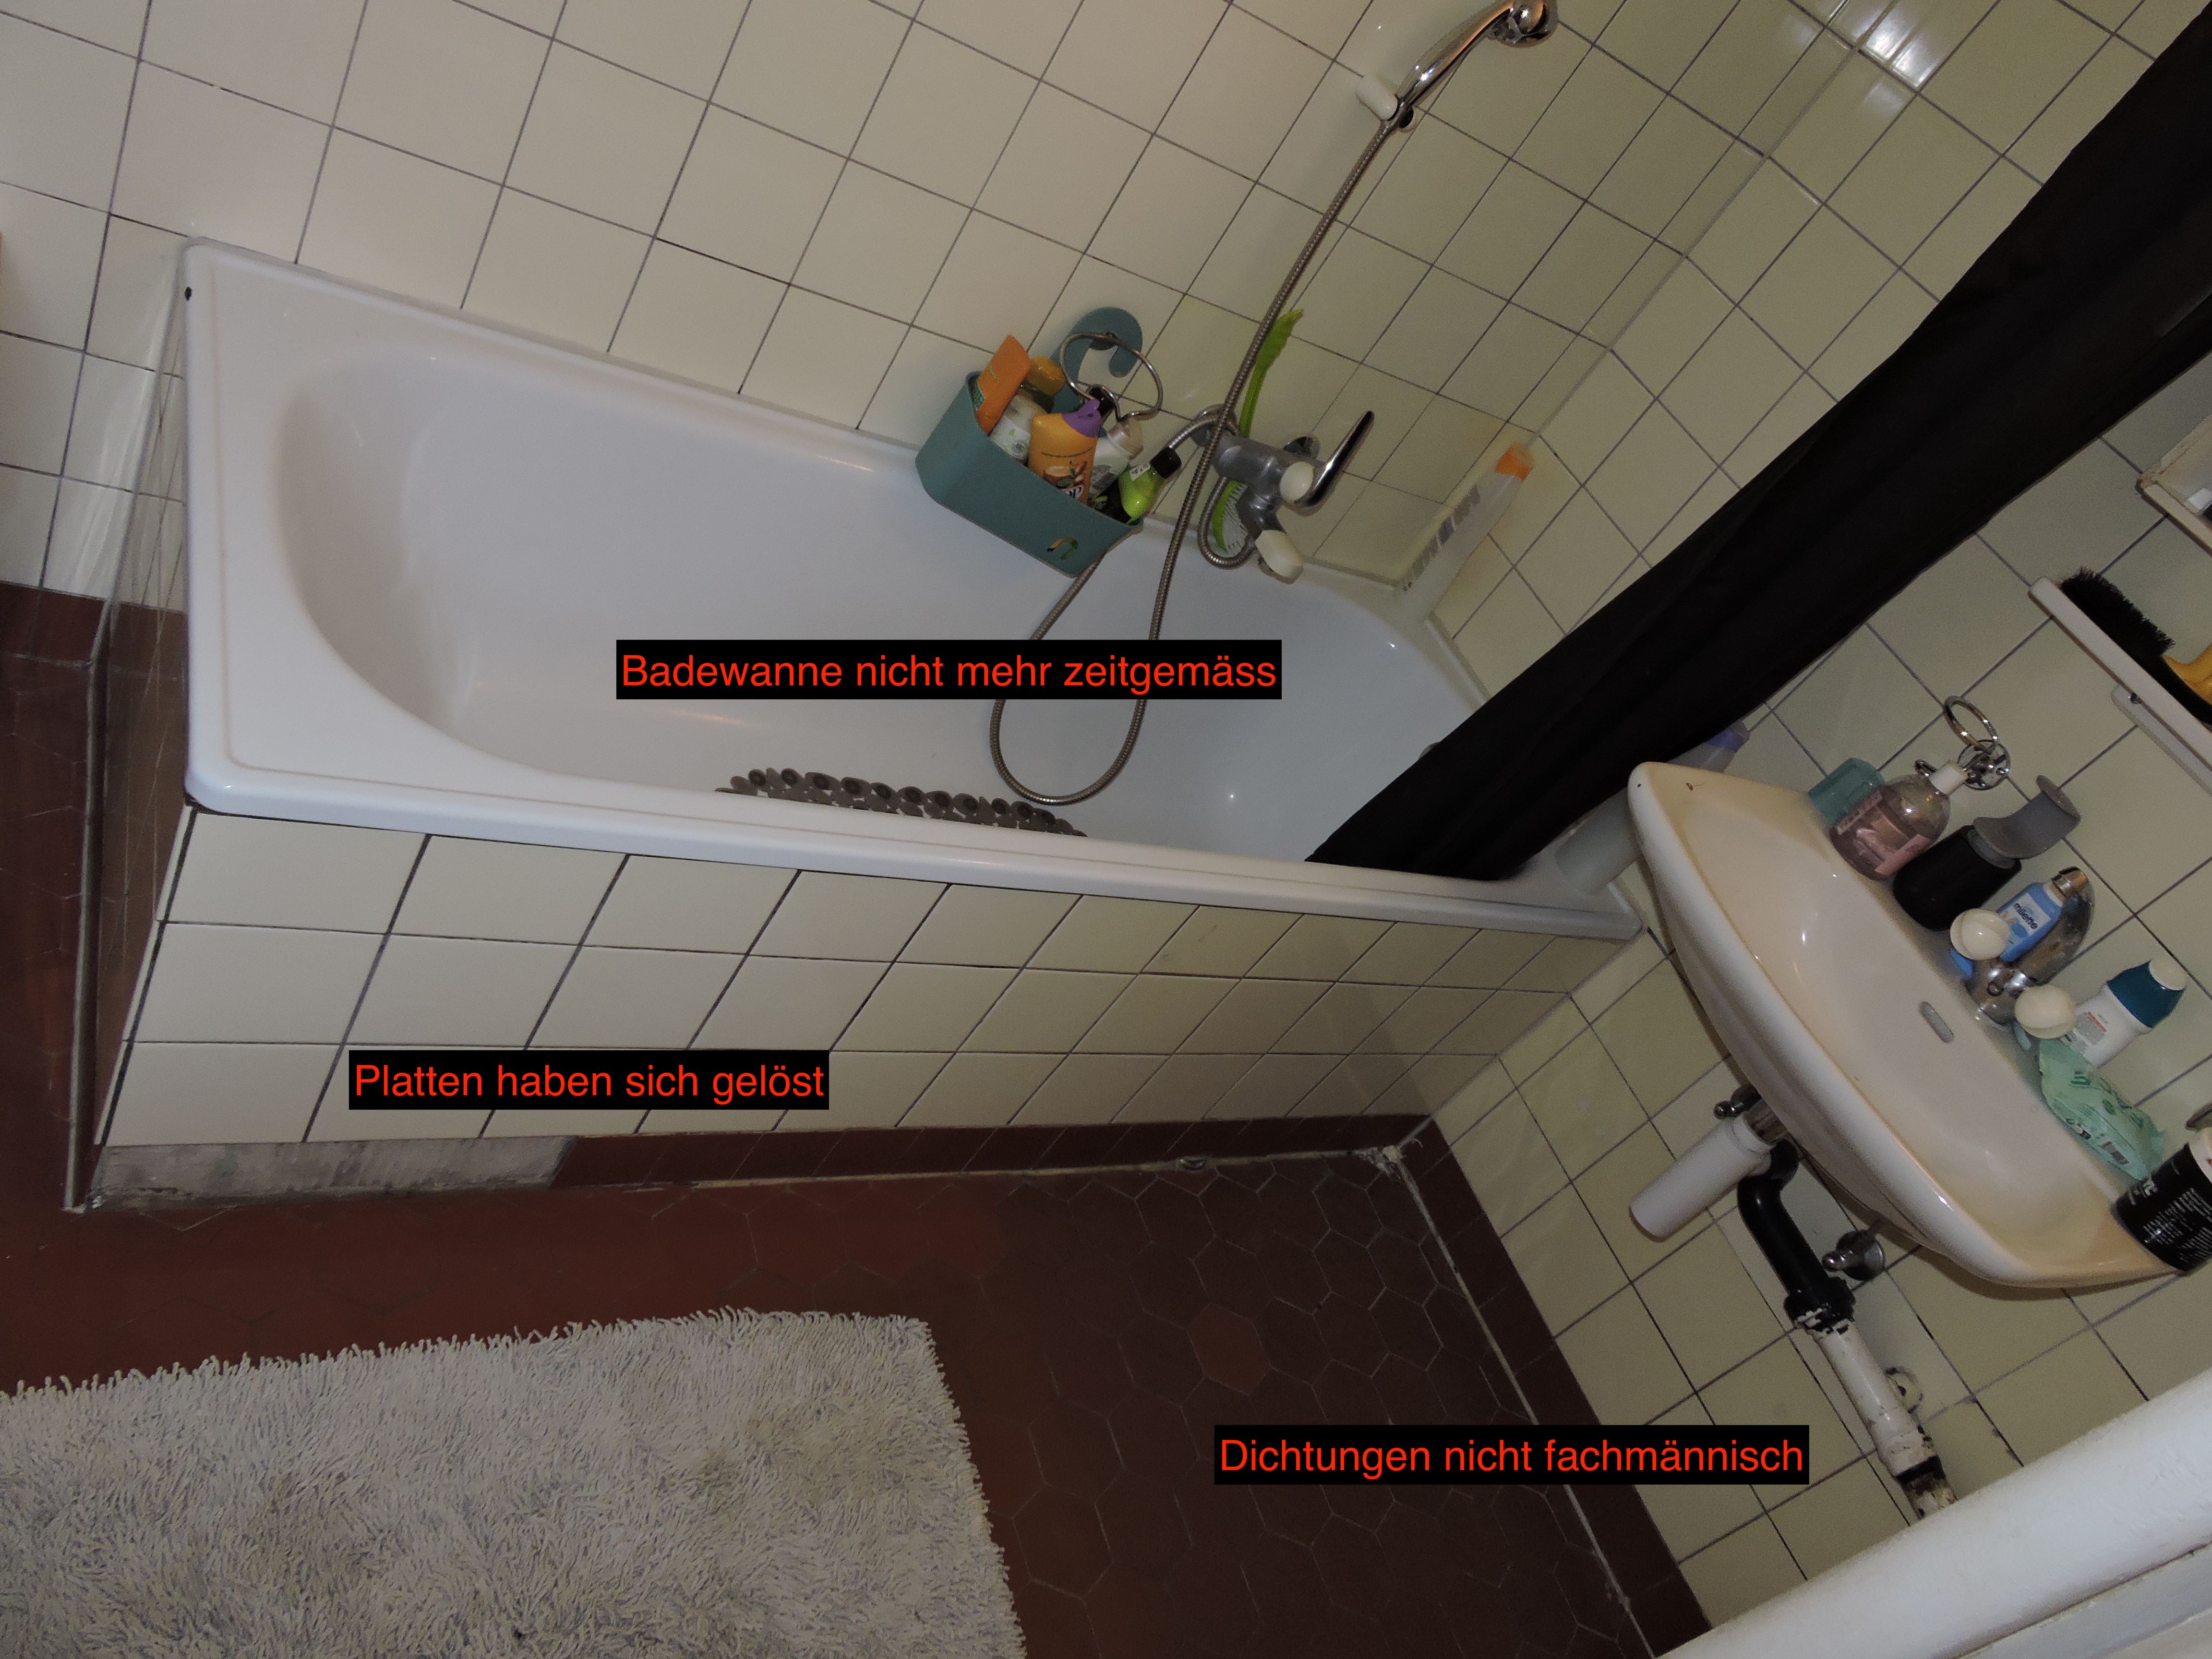 Badewanne nicht mehr zeitgemäss
Platten haben sich gelöst
Dichtungen nicht fachmännisch